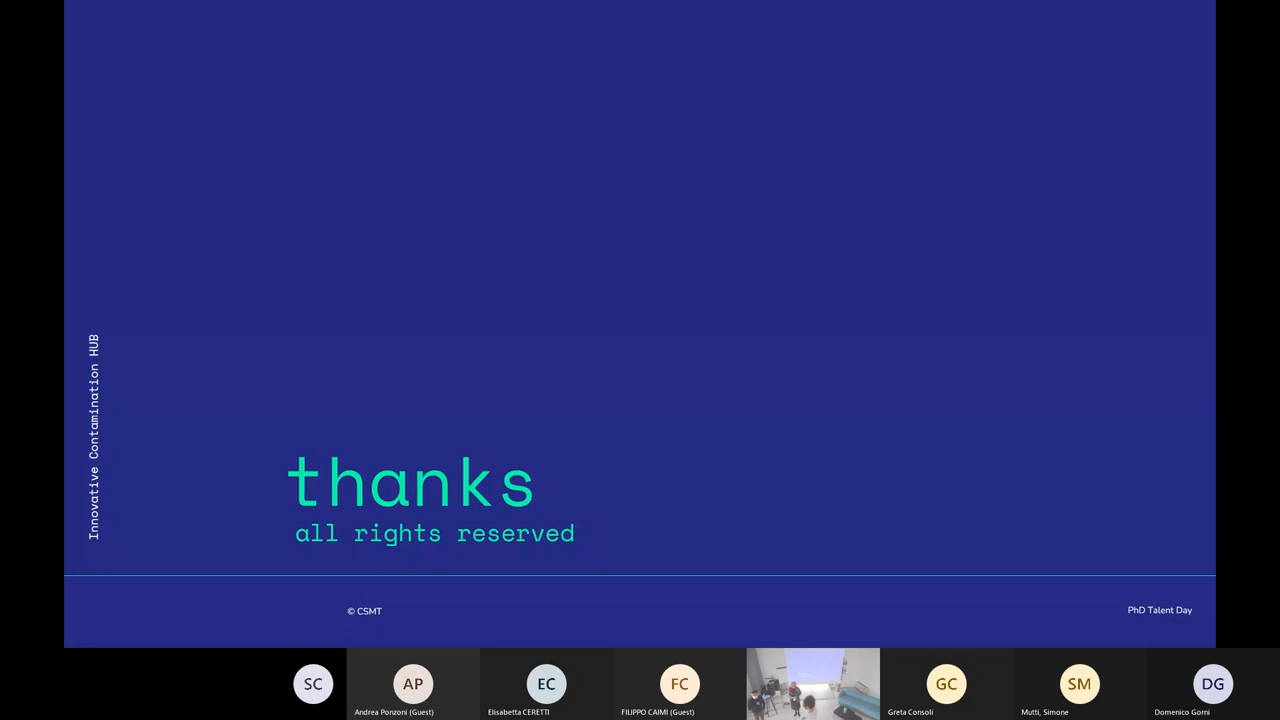 Innovative Contamination HUB
thanks
all rights reserved
© CSMT
PhD Talent Day
SC
AP
EC
FC
GC
SM
DG
Andrea Ponzoni (Guest)
Elisabetta CERETTI
FILIPPO CAIMI (Guest)
Greta Consoli
Mutti, Simone
Domenico Gorni